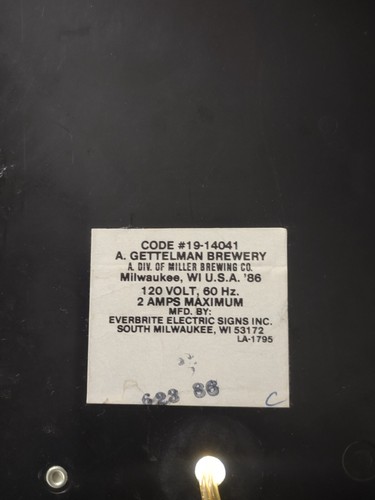 CODE #19-14041
A. GETTELMAN BREWERY
A. DIV. OF MILLER BREWING CO.
Milwaukee, WI U.S.A. '86
120 VOLT, 60 Hz.
2 AMPS MAXIMUM
MFD. BY:
EVERBRITE ELECTRIC SIGNS INC.
SOUTH MILWAUKEE, WI 53172
LA-1795
623 86
C